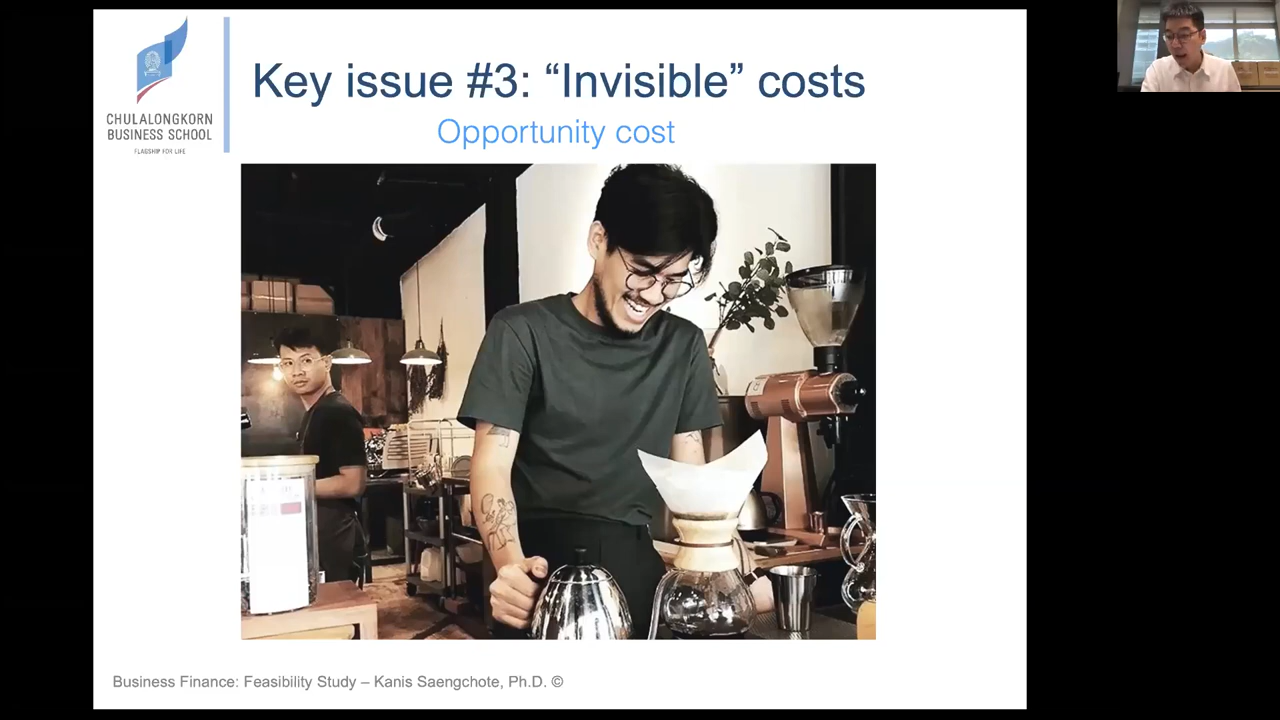 Key issue #3: “Invisible” costs
Opportunity cost
CHULALONGKORN
BUSINESS SCHOOL
FLAGSHIP FOR LIFE
Business Finance: Feasibility Study – Kanis Saengchote, Ph.D. ©